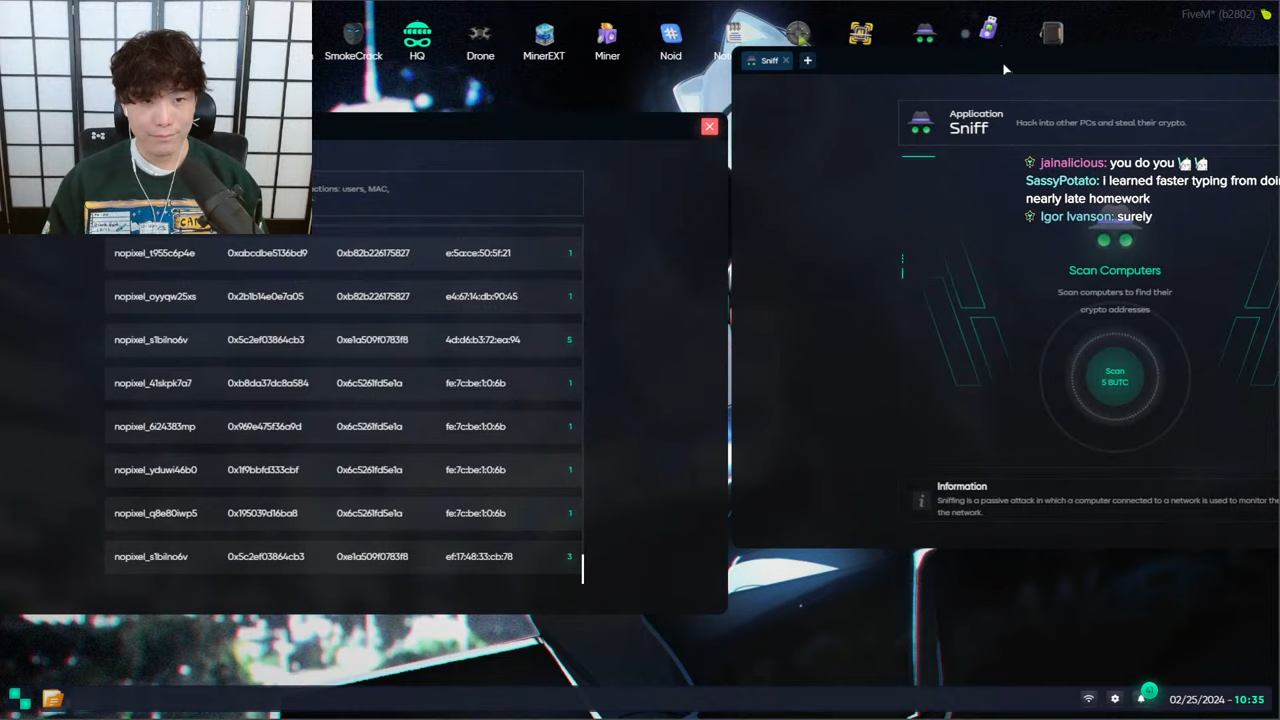 FiveM* (b2802)
SmokeCrock
HQ
Drone
MinerEXT
Miner
Noid
Sniff
Application
Sniff
Hack into other PCs and steal their crypto.
jainalicious: you do you
SassyPotato: i learned faster typing from doin
nearly late homework
Igor Ivanson: surely
Scan Computers
Scan computers to find their
crypto addresses
Scan
5 BUTC
Information
Sniffing is a passive attack in which a computer connected to a network is used to monitor the
the network.
ctions: users, MAC,
nopixel_t955c6p4e 0xabcdbe5136bd9 0xb82b226175827 e:5a:ce:50:5f:21 1
nopixel_oyyqw25xs 0x2b1b14e0e7a05 0xb82b226175827 e4:67:14:db:90:45 1
nopixel_s1bilno6v 0x5c2ef03864cb3 0xe1a509f0783f8 4d:d6:b3:72:ea:94 5
nopixel_41skpk7a7 0xb8da37dc8a584 0x6c5261fd5e1a fe:7c:be:1:0:6b 1
nopixel_6i24383mp 0x969e475f36a9d 0x6c5261fd5e1a fe:7c:be:1:0:6b 1
nopixel_yduwi46b0 0x1f9bbfd333cbf 0x6c5261fd5e1a fe:7c:be:1:0:6b 1
nopixel_q8e80iwp5 0x195039d16ba8 0x6c5261fd5e1a fe:7c:be:1:0:6b 1
nopixel_s1bilno6v 0x5c2ef03864cb3 0xe1a509f0783f8 ef:17:48:33:cb:78 3
02/25/2024 - 10:35